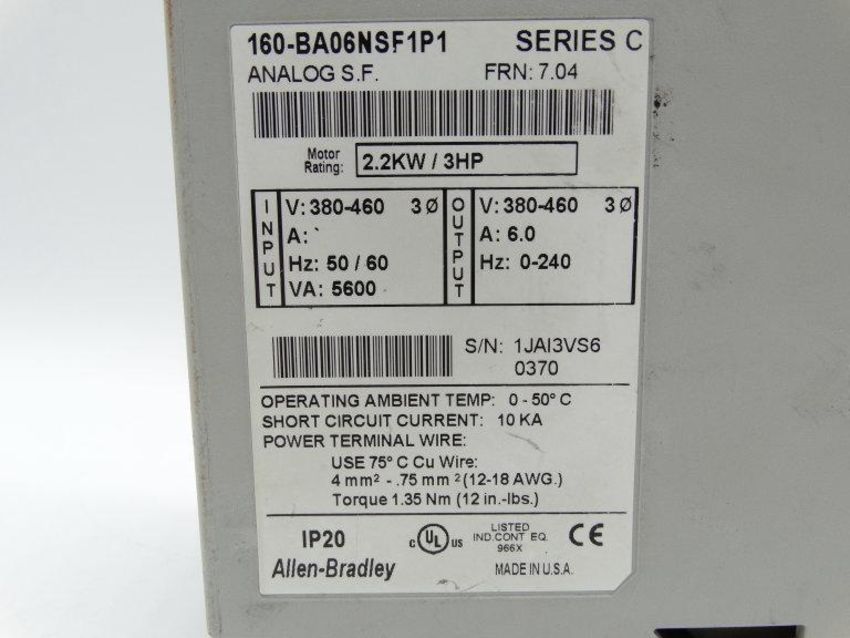 160-BA06NSF1P1 SERIES C
ANALOG S.F. FRN: 7.04
Motor Rating: 2.2KW / 3HP
INPUT
V: 380-460 3 Ø
A: `
Hz: 50 / 60
VA: 5600
OUTPUT
V: 380-460 3 Ø
A: 6.0
Hz: 0-240
S/N: 1JAI3VS6
0370
OPERATING AMBIENT TEMP: 0 - 50° C
SHORT CIRCUIT CURRENT: 10 KA
POWER TERMINAL WIRE:
USE 75° C Cu Wire:
4 mm² - .75 mm² (12-18 AWG.)
Torque 1.35 Nm (12 in.-lbs.)
IP20
c UL us
LISTED
IND.CONT EQ.
966X
CE
Allen-Bradley MADE IN U.S.A.